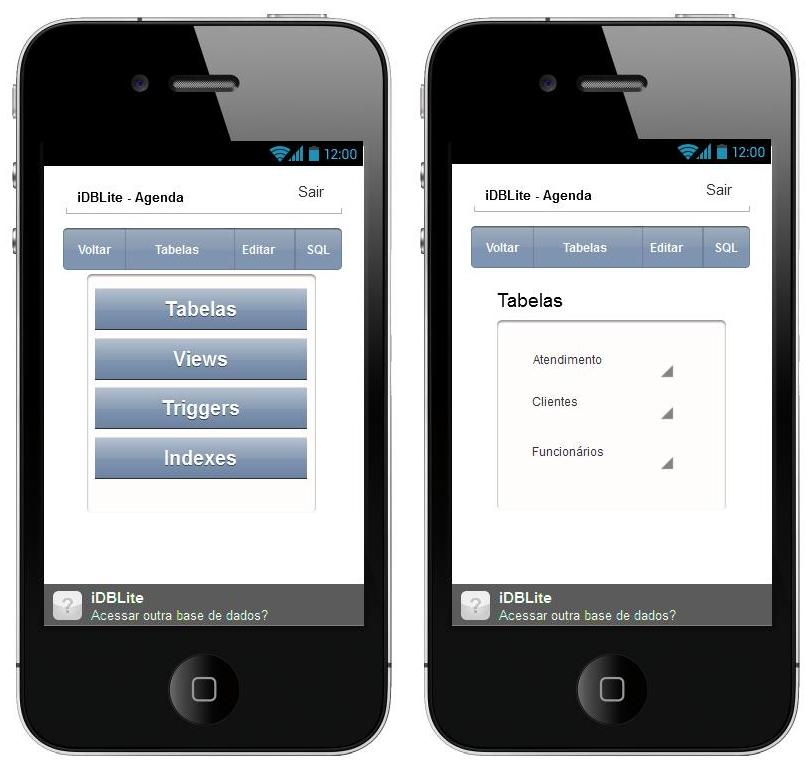 12:00
iDBLite - Agenda
Sair
Voltar Tabelas Editar SQL
Tabelas
Views
Triggers
Indexes
? iDBLite
Acessar outra base de dados?
12:00
iDBLite - Agenda
Sair
Voltar Tabelas Editar SQL
Tabelas
Atendimento
Clientes
Funcionários
? iDBLite
Acessar outra base de dados?